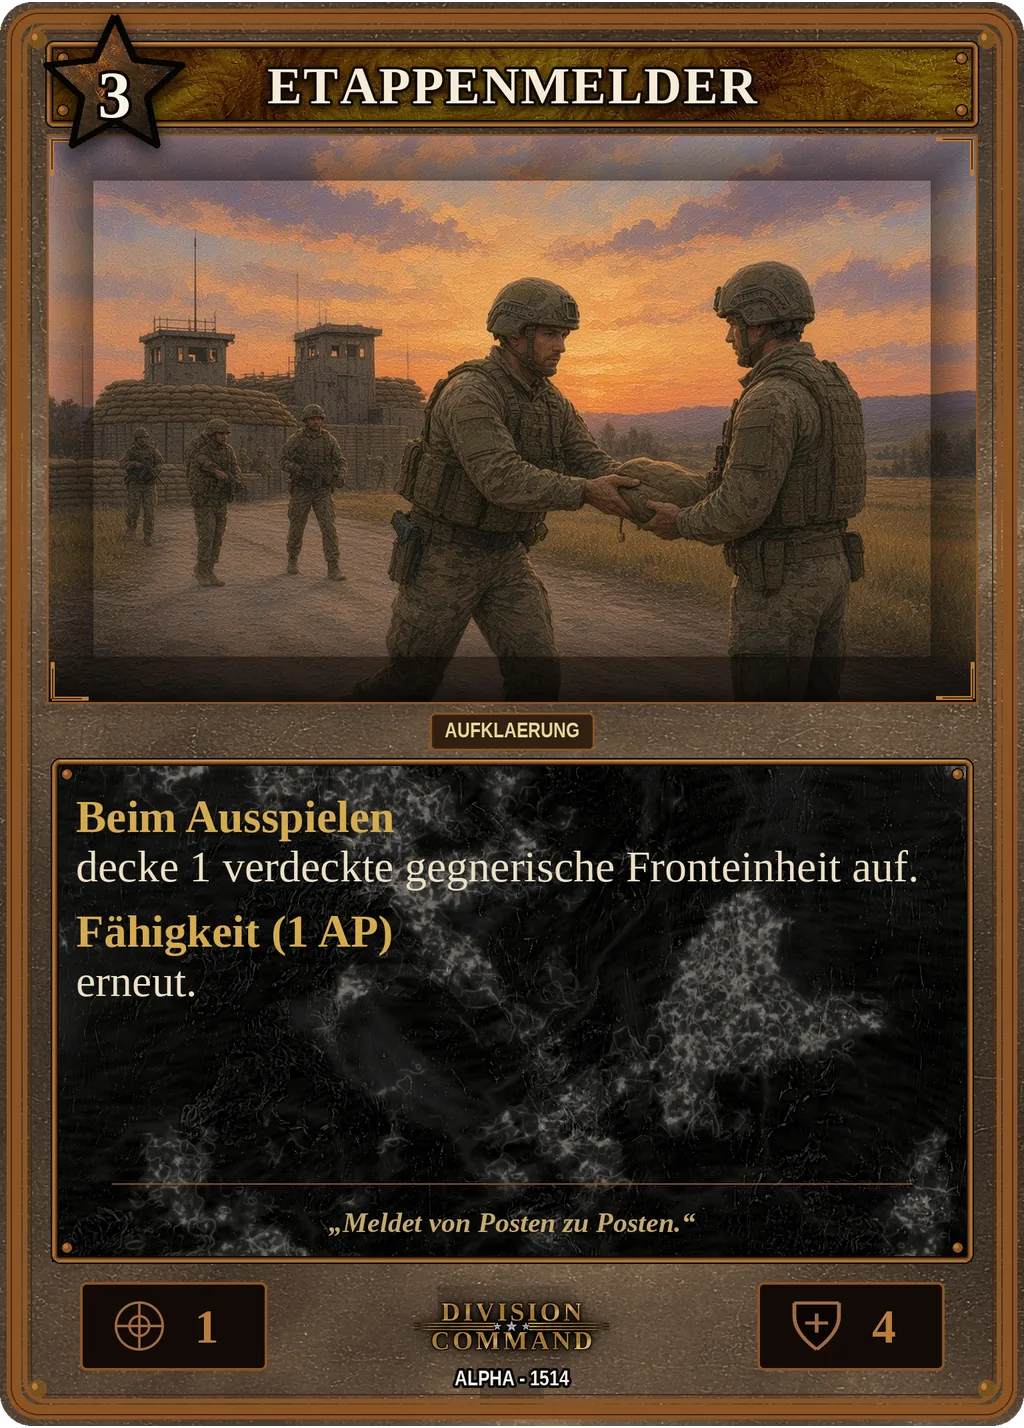 3
ETAPPENMELDER
AUFKLAERUNG
Beim Ausspielen
decke 1 verdeckte gegnerische Fronteinheit auf.
Fähigkeit (1 AP)
erneut.
„Meldet von Posten zu Posten.“
1
DIVISION
COMMAND
4
ALPHA - 1514